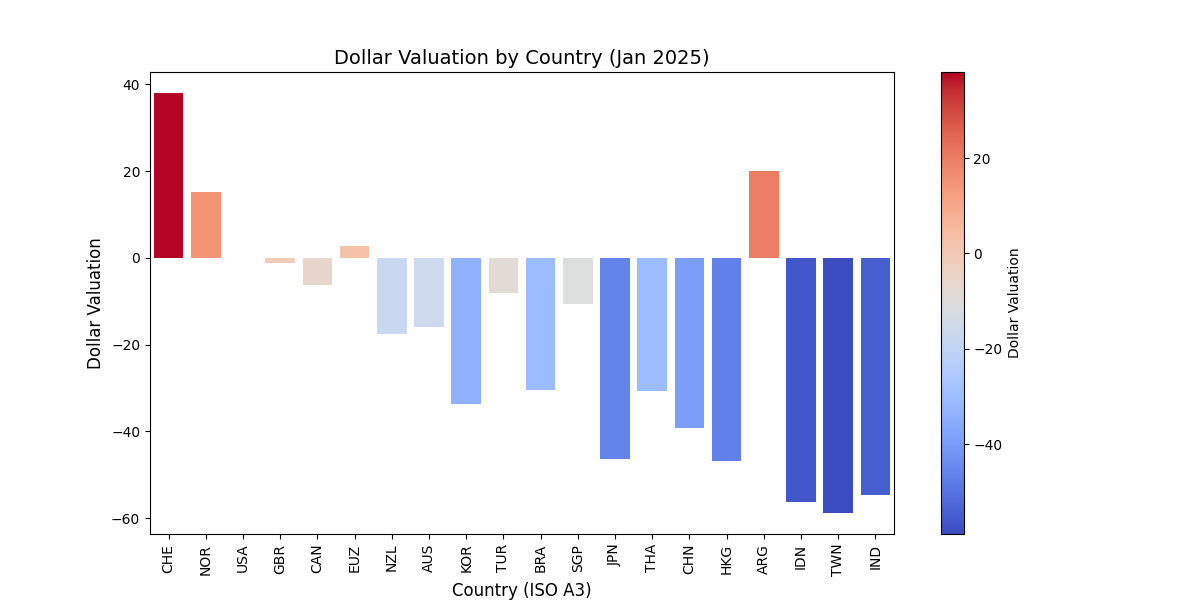 Dollar Valuation by Country (Jan 2025)
Dollar Valuation
40
20
0
−20
−40
−60
CHE NOR USA GBR CAN EUZ NZL AUS KOR TUR BRA SGP JPN THA CHN HKG ARG IDN TWN IND
Country (ISO A3)
20
0
−20
−40
Dollar Valuation